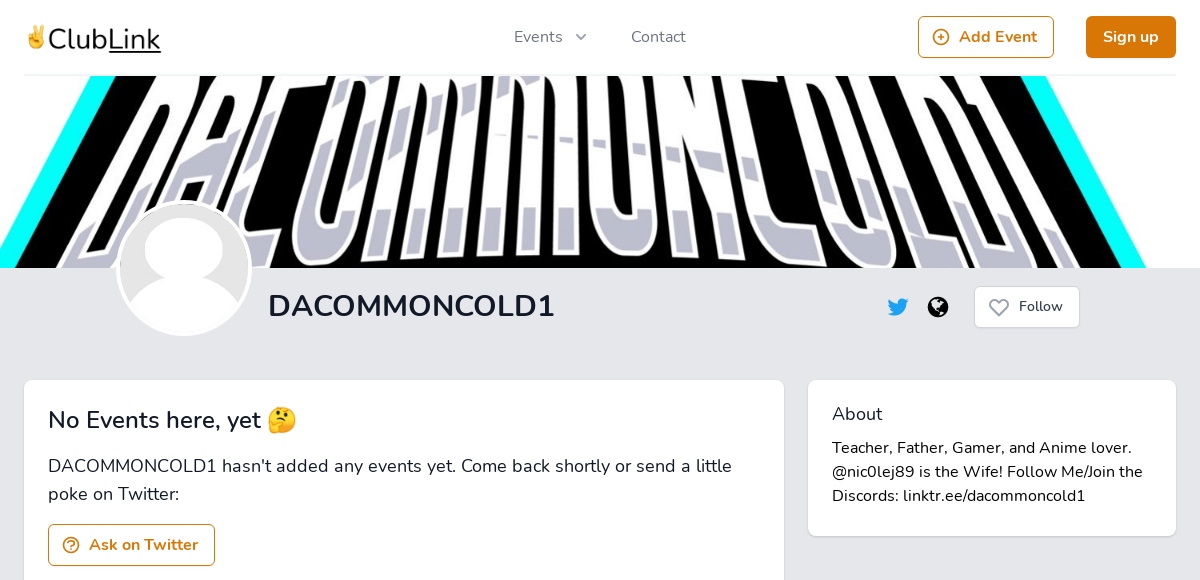 ✌ClubLink
Events
Contact
Add Event
Sign up
DACOMMONCOLD1
DACOMMONCOLD1
Follow
No Events here, yet 🤔
DACOMMONCOLD1 hasn't added any events yet. Come back shortly or send a little
poke on Twitter:
Ask on Twitter
About
Teacher, Father, Gamer, and Anime lover.
@nic0lej89 is the Wife! Follow Me/Join the
Discords: linktr.ee/dacommoncold1